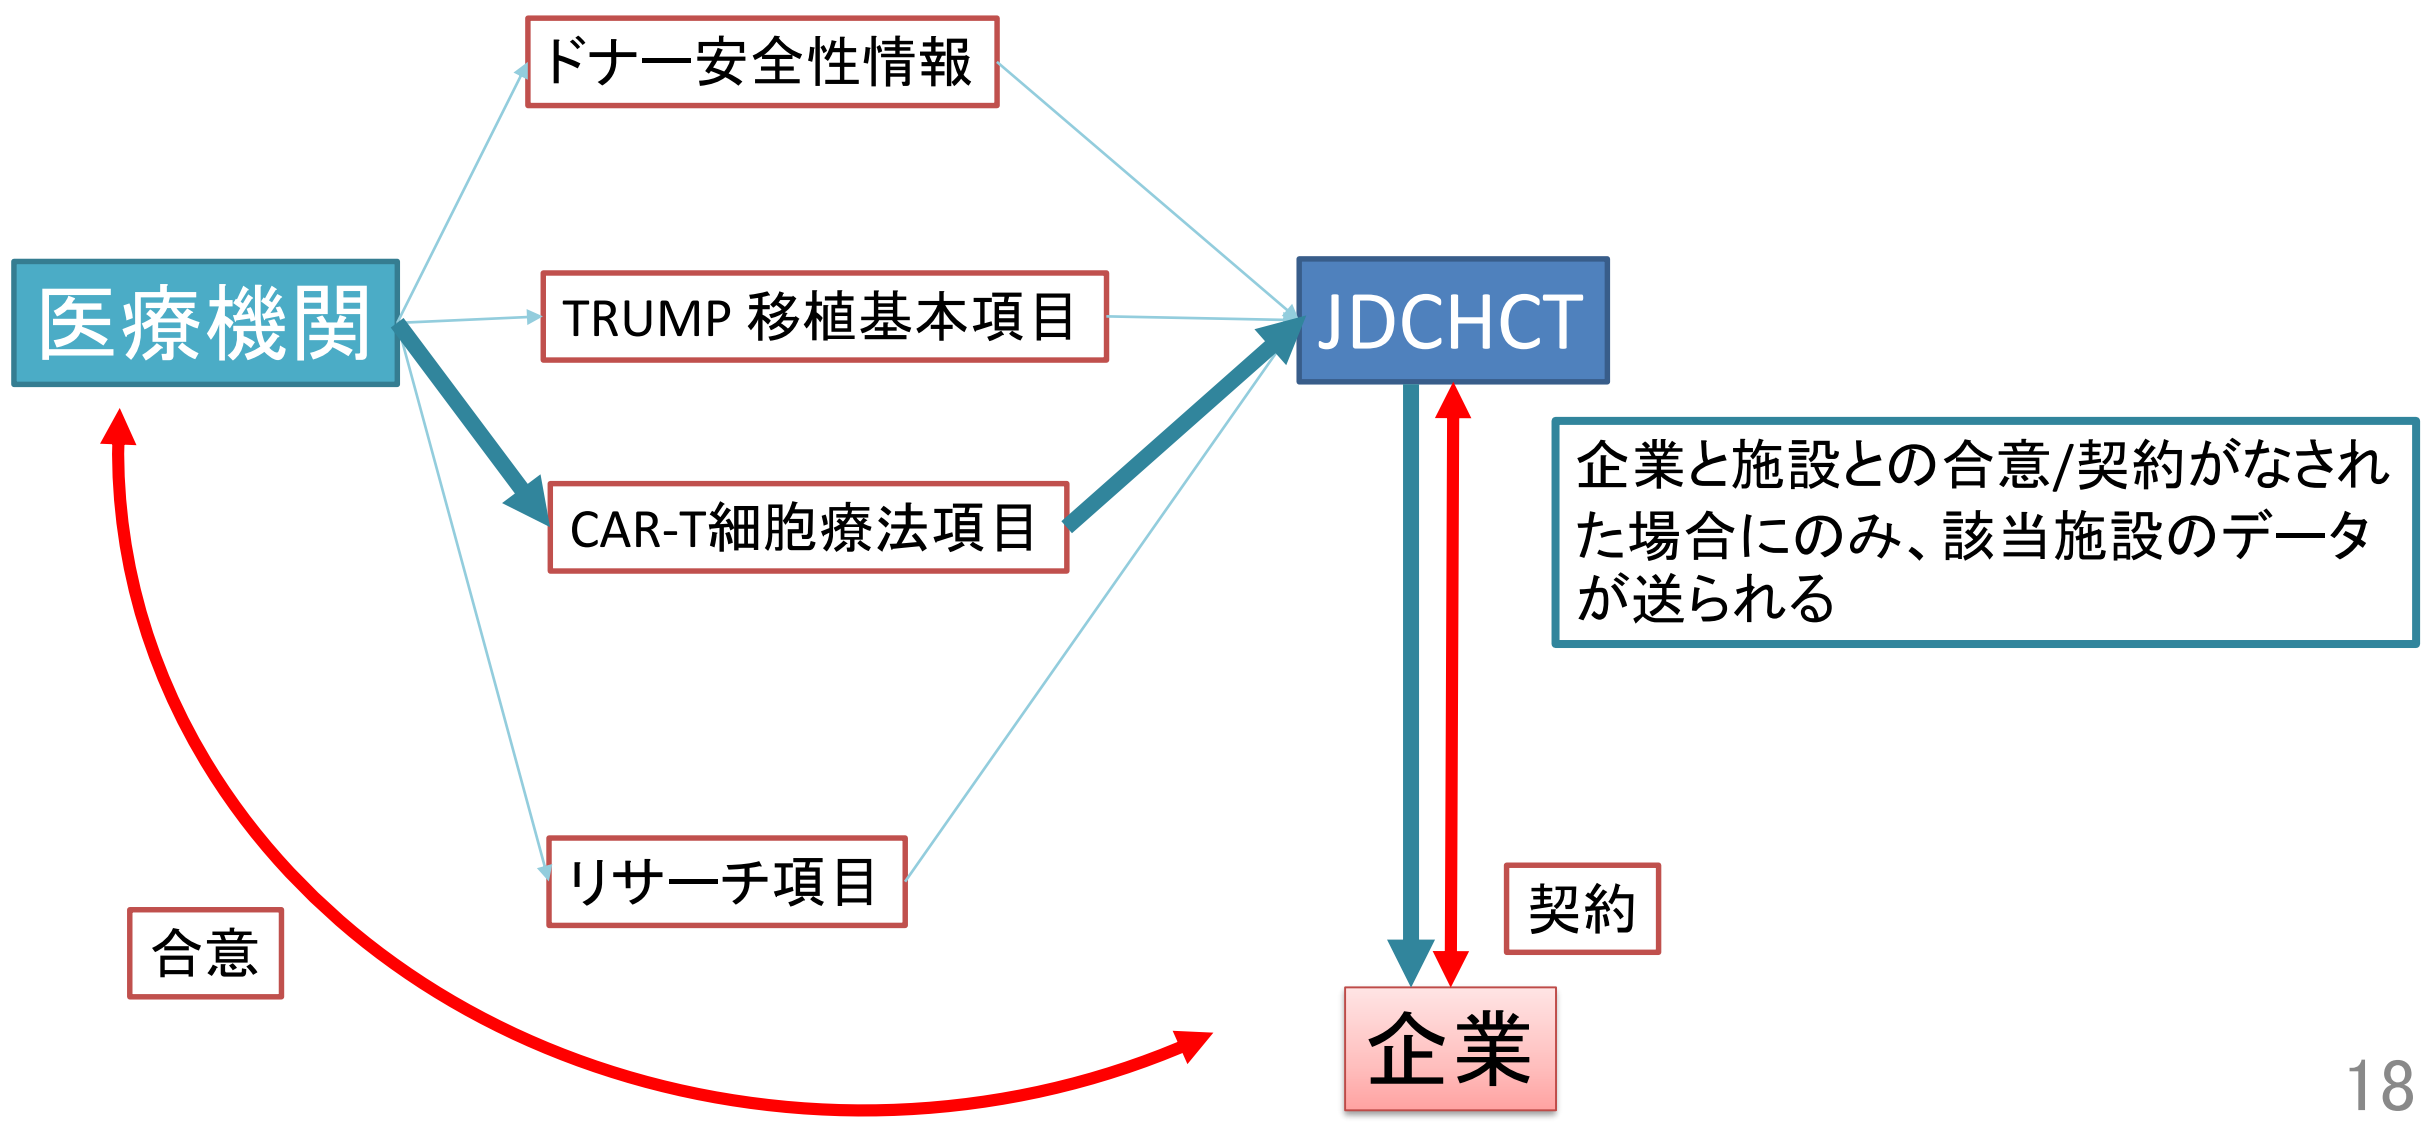 ドナー安全性情報
医療機関
TRUMP 移植基本項目
JDCHCT
企業と施設との合意/契約がなされ
た場合にのみ、該当施設のデータ
が送られる
CAR-T細胞療法項目
リサーチ項目
契約
合意
企業
18